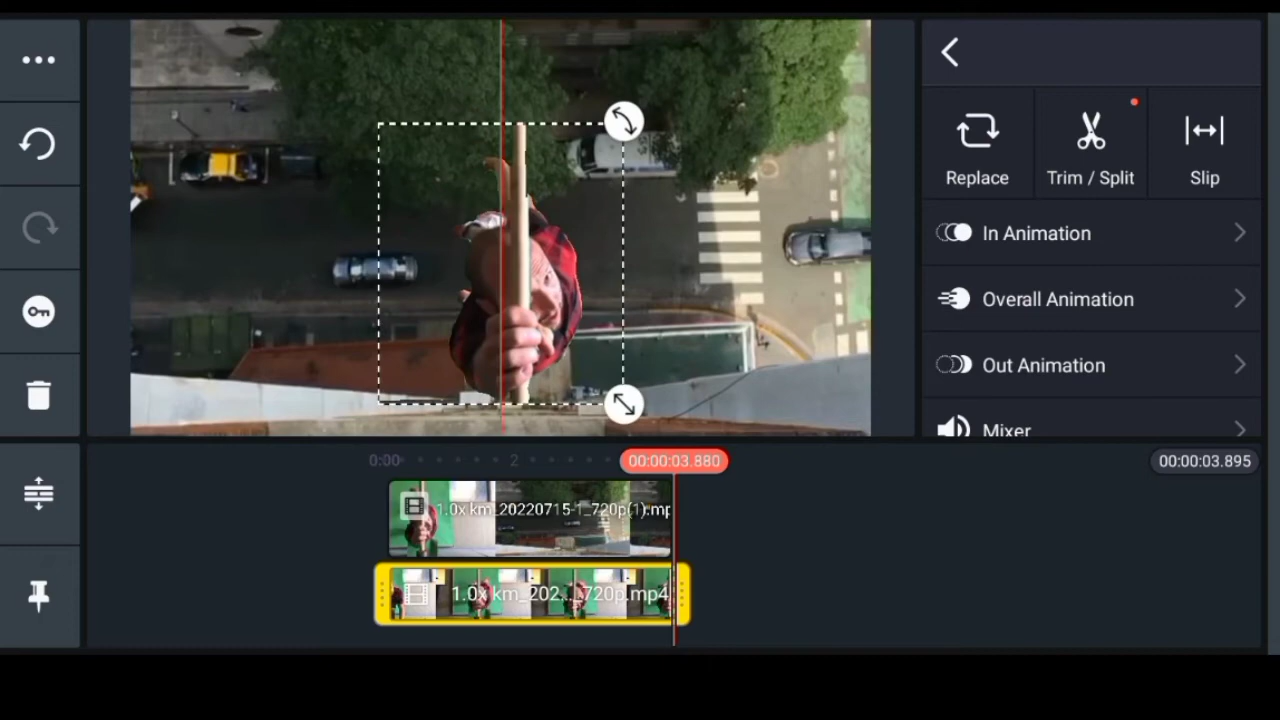 Replace
Trim / Split
Slip
In Animation
Overall Animation
Out Animation
Mixer
0:00
2
00:00:03.880
00:00:03.895
1.0x km_20220715-1_720p(1).mp
1.0x km_202..._720p.mp4